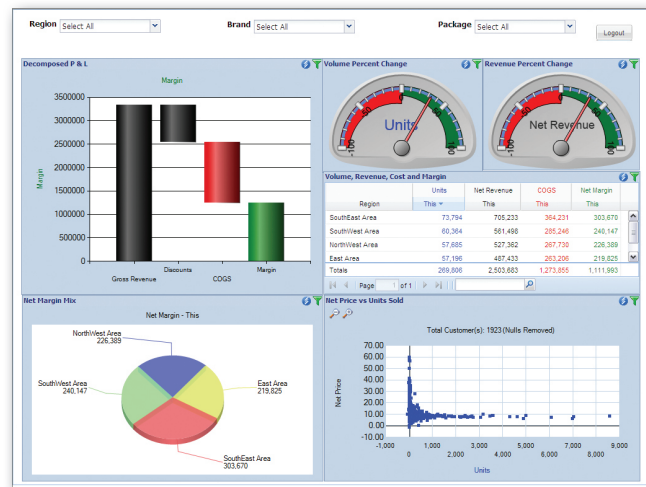 Region Select All Brand Select All Package Select All Logout
Decomposed P & L
Margin
3500000
3000000
2500000
2000000
1500000
1000000
500000
0
Margin
Gross Revenue
Discounts
COGS
Margin
Volume Percent Change
-100
0
50
100
Units
Revenue Percent Change
-100
0
50
100
Net Revenue
Volume, Revenue, Cost and Margin
Units Net Revenue COGS Net Margin
Region This This This This
SouthEast Area 73,794 705,233 364,231 303,670
SouthWest Area 60,364 561,498 285,246 240,147
NorthWest Area 57,685 527,362 267,730 226,389
East Area 57,196 487,433 263,206 219,825
Totals 269,806 2,503,683 1,273,855 1,111,993
Page 1 of 1
Net Margin Mix
Net Margin - This
NorthWest Area
226,389
SouthWest Area
240,147
East Area
219,825
SouthEast Area
303,670
Net Price vs Units Sold
Total Customer(s): 1923 (Nulls Removed)
70.00
60.00
50.00
40.00
30.00
20.00
10.00
0.00
-10.00
Net Price
-1,000 1,000 3,000 5,000 7,000 9,000
0 2,000 4,000 6,000 8,000
Units